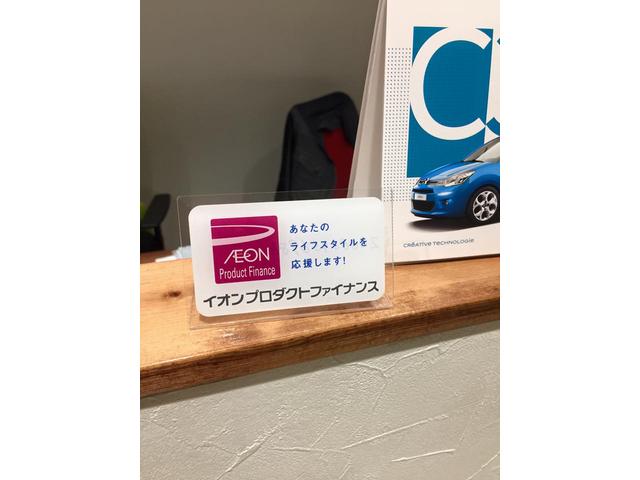 ÆON
Product Finance
あなたの
ライフスタイルを
応援します!
イオンプロダクトファイナンス
C3
CRÉATIVE TECHNOLOGIE